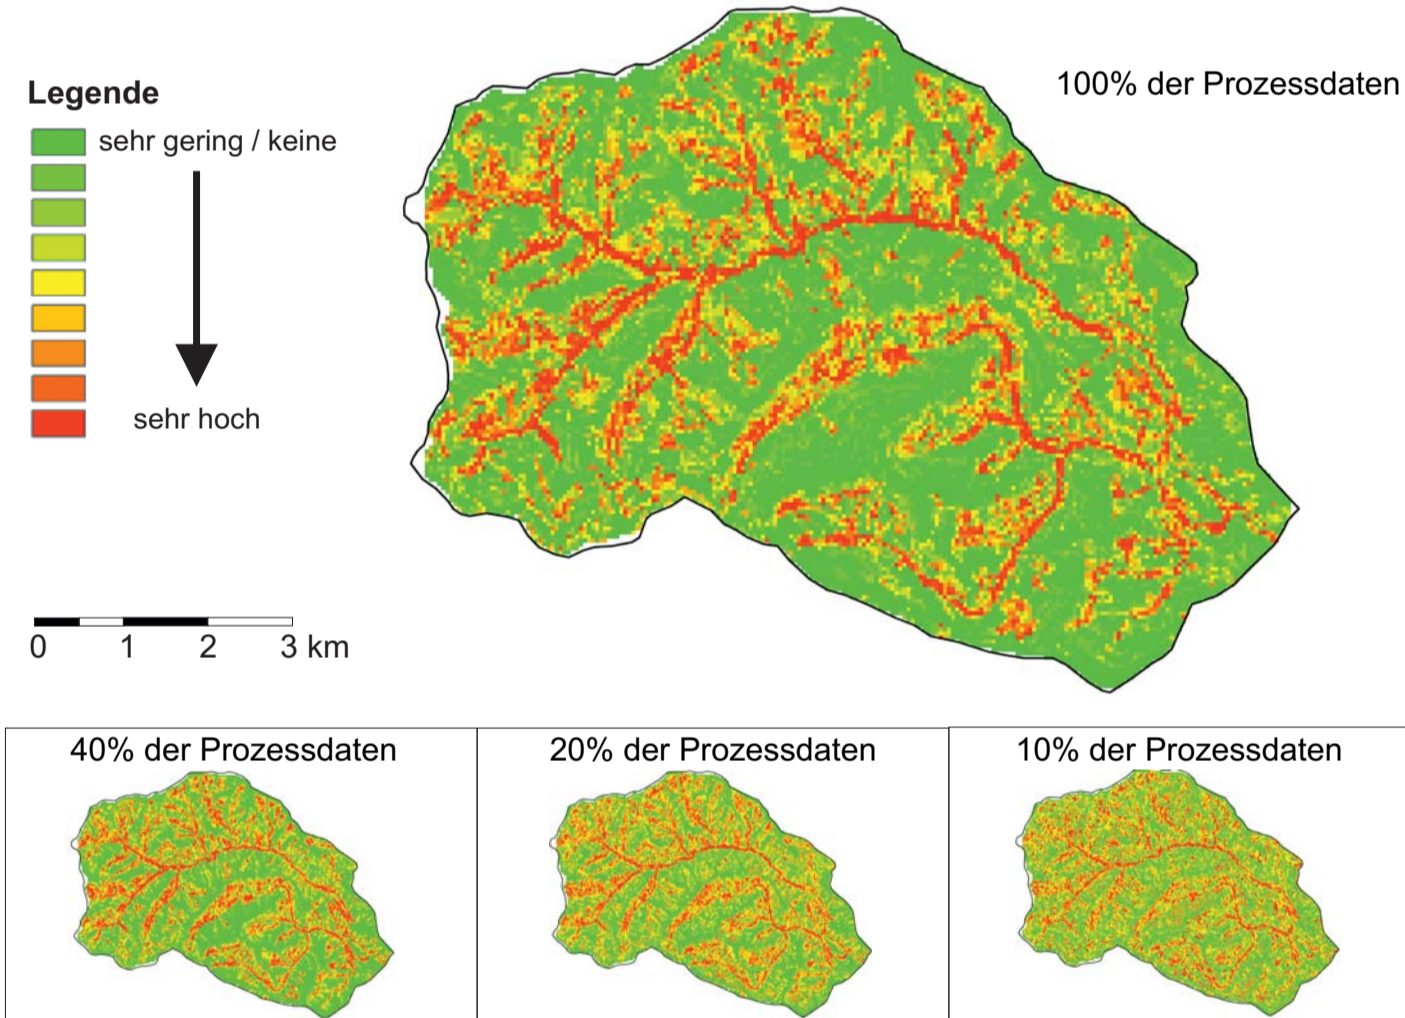 100% der Prozessdaten
Legende
sehr gering / keine
sehr hoch
0 1 2 3 km
40% der Prozessdaten
20% der Prozessdaten
10% der Prozessdaten